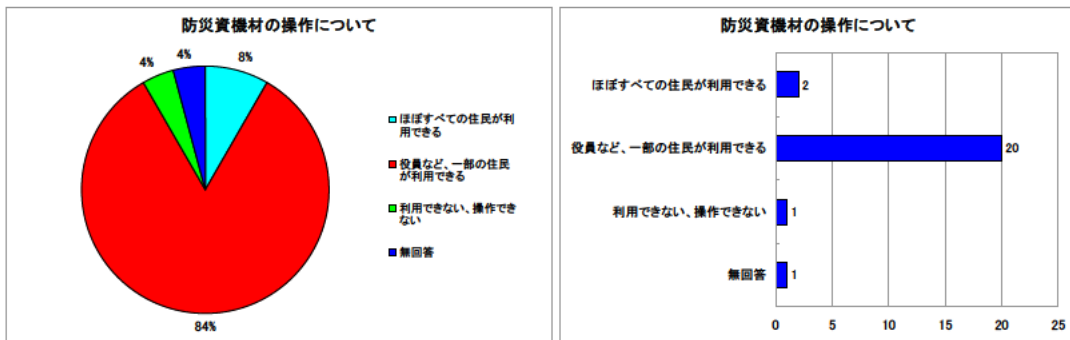 防災資機材の操作について
4%
4%
8%
84%
ほぼすべての住民が利
用できる
役員など、一部の住民
が利用できる
利用できない、操作でき
ない
無回答
防災資機材の操作について
ほぼすべての住民が利用できる
2
役員など、一部の住民が利用できる
20
利用できない、操作できない
1
無回答
1
0 5 10 15 20 25